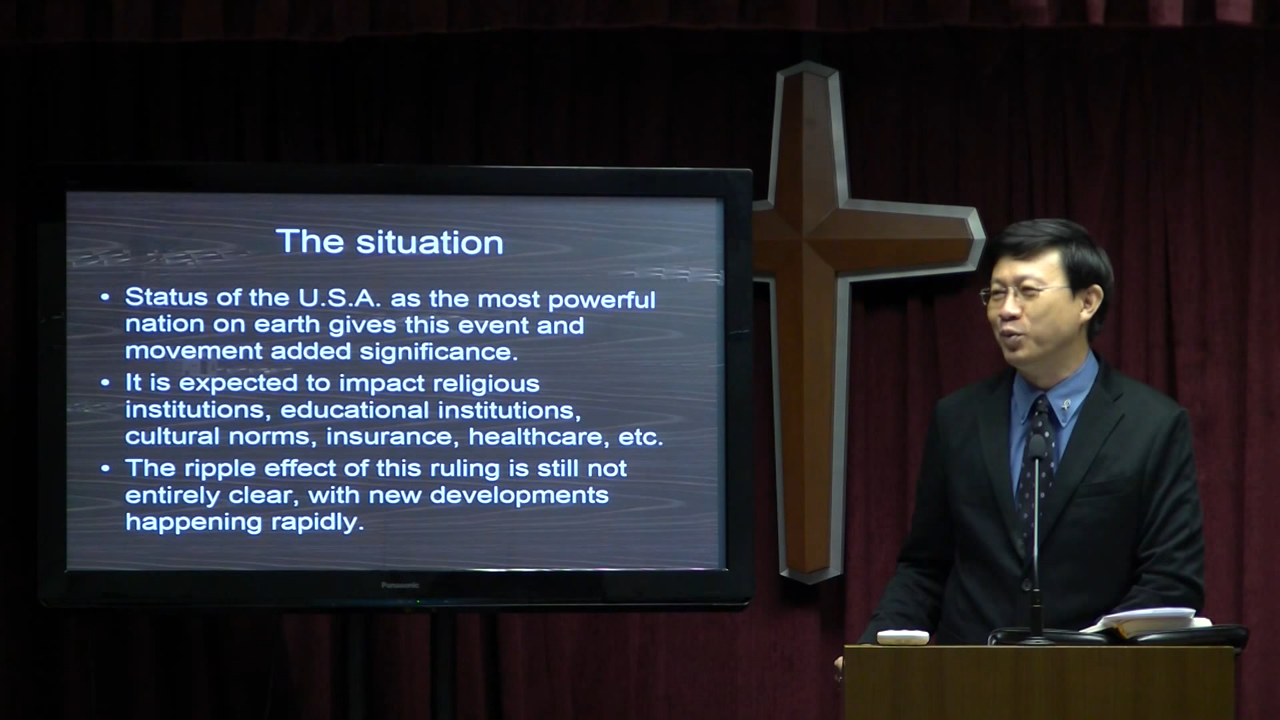 The situation
• Status of the U.S.A. as the most powerful
nation on earth gives this event and
movement added significance.
• It is expected to impact religious
institutions, educational institutions,
cultural norms, insurance, healthcare, etc.
• The ripple effect of this ruling is still not
entirely clear, with new developments
happening rapidly.
Panasonic